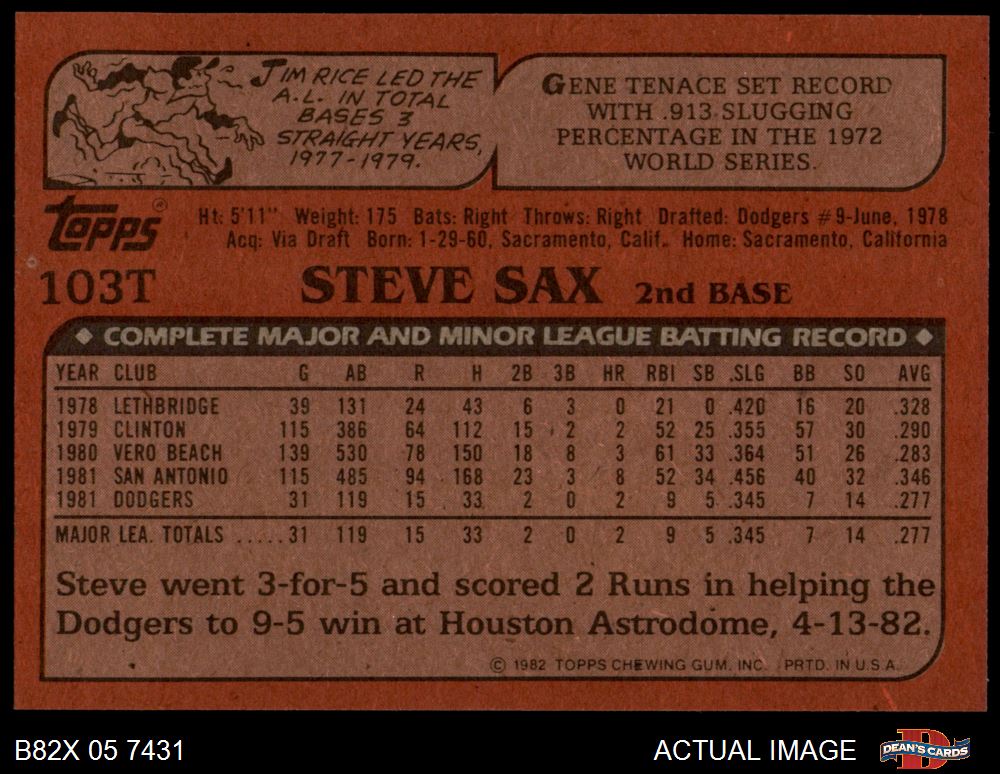 JIM RICE LED THE
A.L. IN TOTAL
BASES 3
STRAIGHT YEARS,
1977-1979.
GENE TENACE SET RECORD
WITH .913 SLUGGING
PERCENTAGE IN THE 1972
WORLD SERIES.
topps®
Ht: 5'11" Weight: 175 Bats: Right Throws: Right Drafted: Dodgers #9-June, 1978
Acq: Via Draft Born: 1-29-60, Sacramento, Calif. Home: Sacramento, California
103T STEVE SAX 2nd BASE
◆ COMPLETE MAJOR AND MINOR LEAGUE BATTING RECORD ◆
YEAR CLUB G AB R H 2B 3B HR RBI SB .SLG BB SO AVG
1978 LETHBRIDGE 39 131 24 43 6 3 0 21 0 .420 16 20 .328
1979 CLINTON 115 386 64 112 15 2 2 52 25 .355 57 30 .290
1980 VERO BEACH 139 530 78 150 18 8 3 61 33 .364 51 26 .283
1981 SAN ANTONIO 115 485 94 168 23 3 8 52 34 .456 40 32 .346
1981 DODGERS 31 119 15 33 2 0 2 9 5 .345 7 14 .277
MAJOR LEA. TOTALS .....31 119 15 33 2 0 2 9 5 .345 7 14 .277
Steve went 3-for-5 and scored 2 Runs in helping the
Dodgers to 9-5 win at Houston Astrodome, 4-13-82.
© 1982 TOPPS CHEWING GUM, INC. PRTD. IN U.S.A.
B82X 05 7431
ACTUAL IMAGE
DEAN'S CARDS